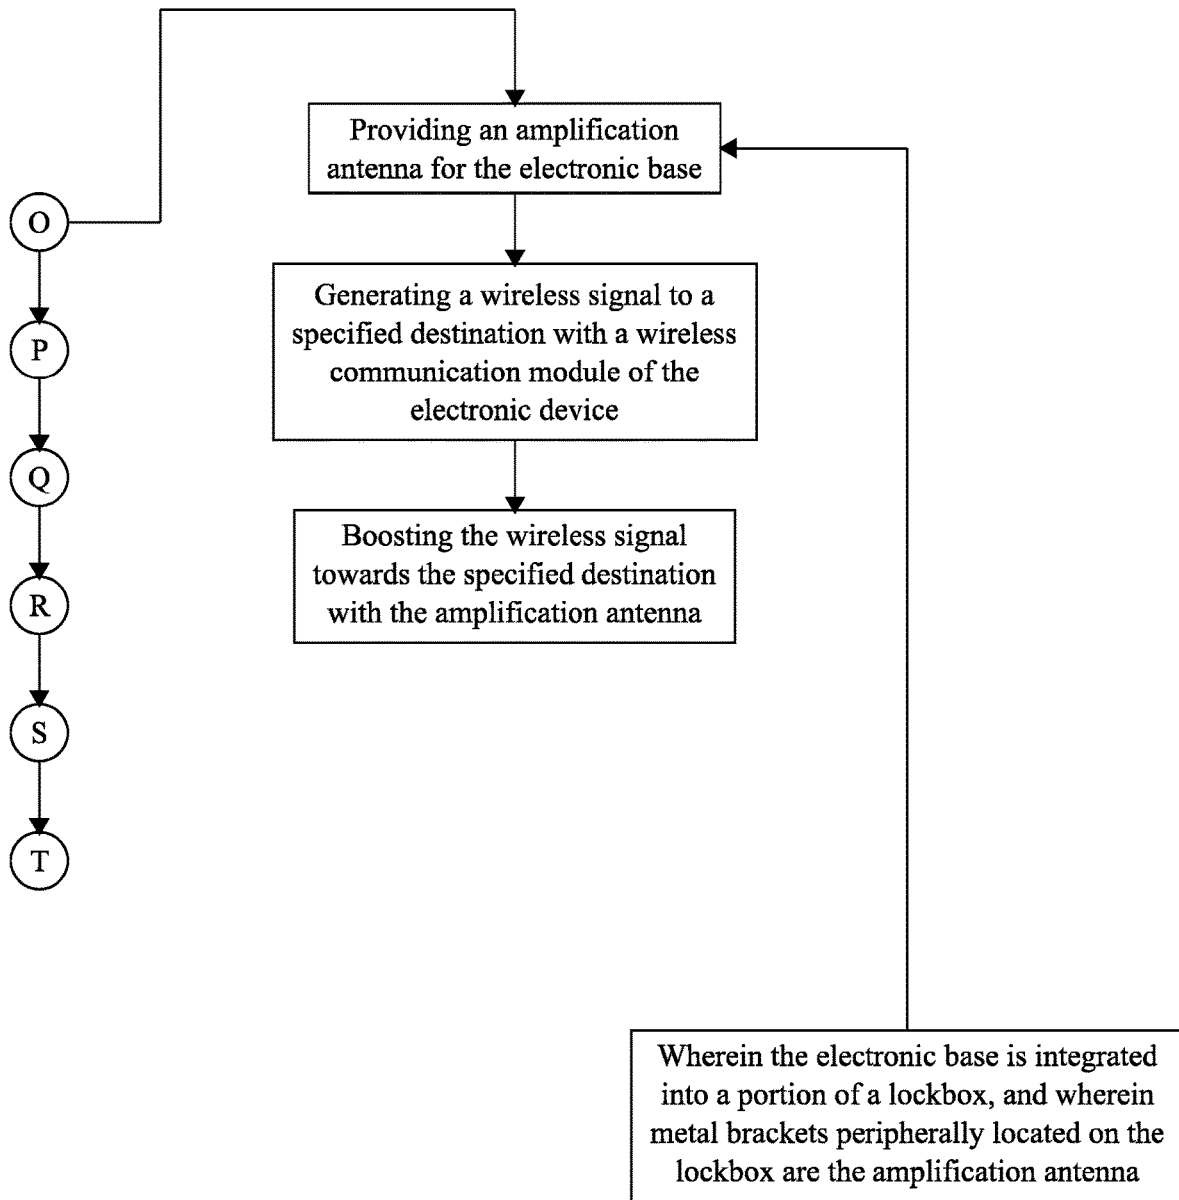 Providing an amplification
antenna for the electronic base
O
P
Q
R
S
T
Generating a wireless signal to a
specified destination with a wireless
communication module of the
electronic device
Boosting the wireless signal
towards the specified destination
with the amplification antenna
Wherein the electronic base is integrated
into a portion of a lockbox, and wherein
metal brackets peripherally located on the
lockbox are the amplification antenna